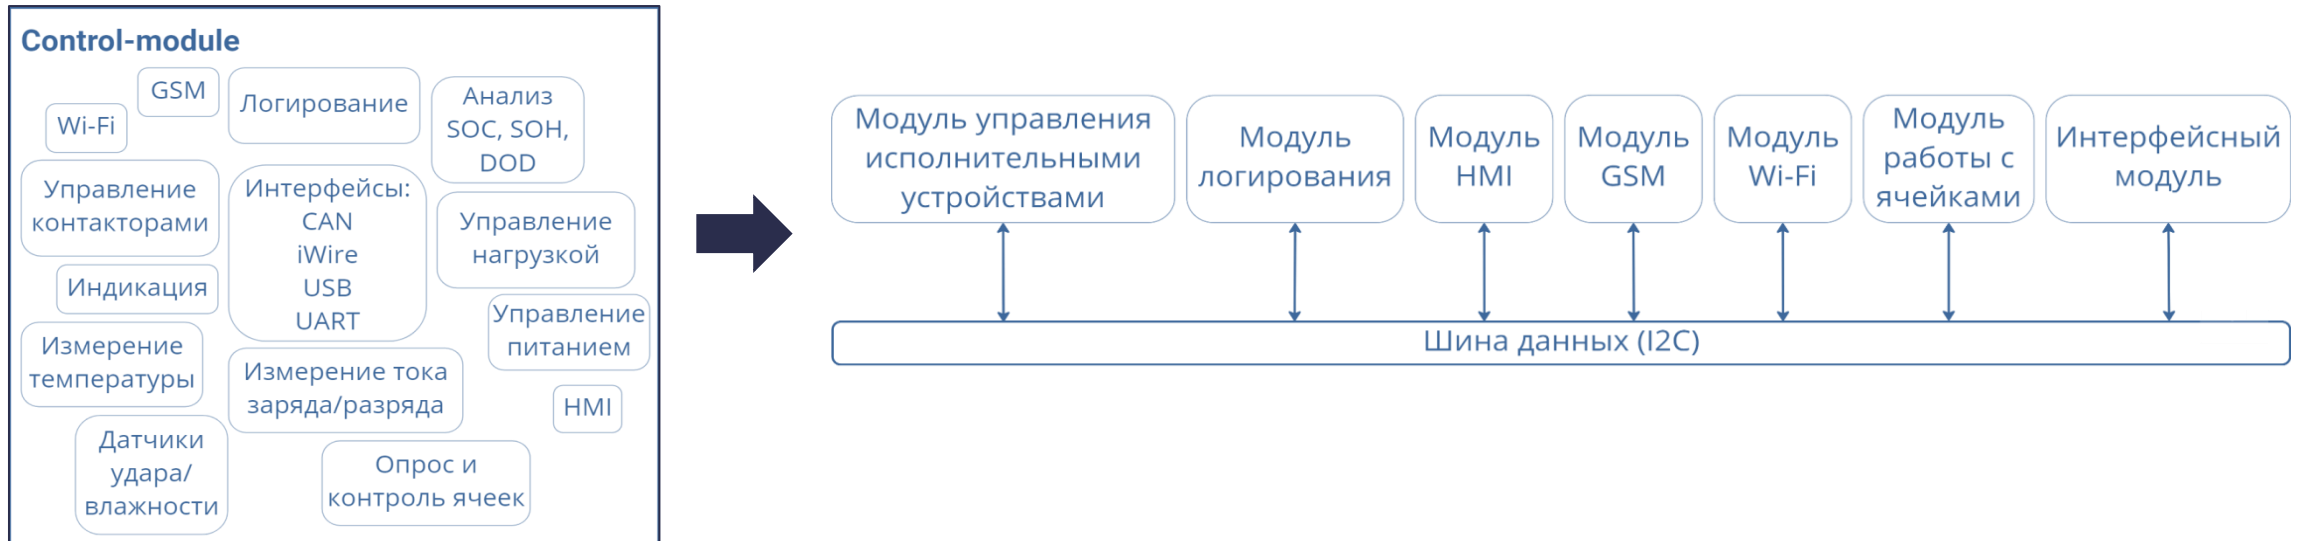 Control-module
GSM
Логирование
Анализ
SOC, SOH,
DOD
Wi-Fi
Управление
контакторами
Интерфейсы:
CAN
iWire
USB
UART
Управление
нагрузкой
Индикация
Управление
питанием
Измерение
температуры
Измерение тока
заряда/разряда
HMI
Датчики
удара/
влажности
Опрос и
контроль ячеек
Модуль управления
исполнительными
устройствами
Модуль
логирования
Модуль
HMI
Модуль
GSM
Модуль
Wi-Fi
Модуль
работы с
ячейками
Интерфейсный
модуль
Шина данных (I2C)